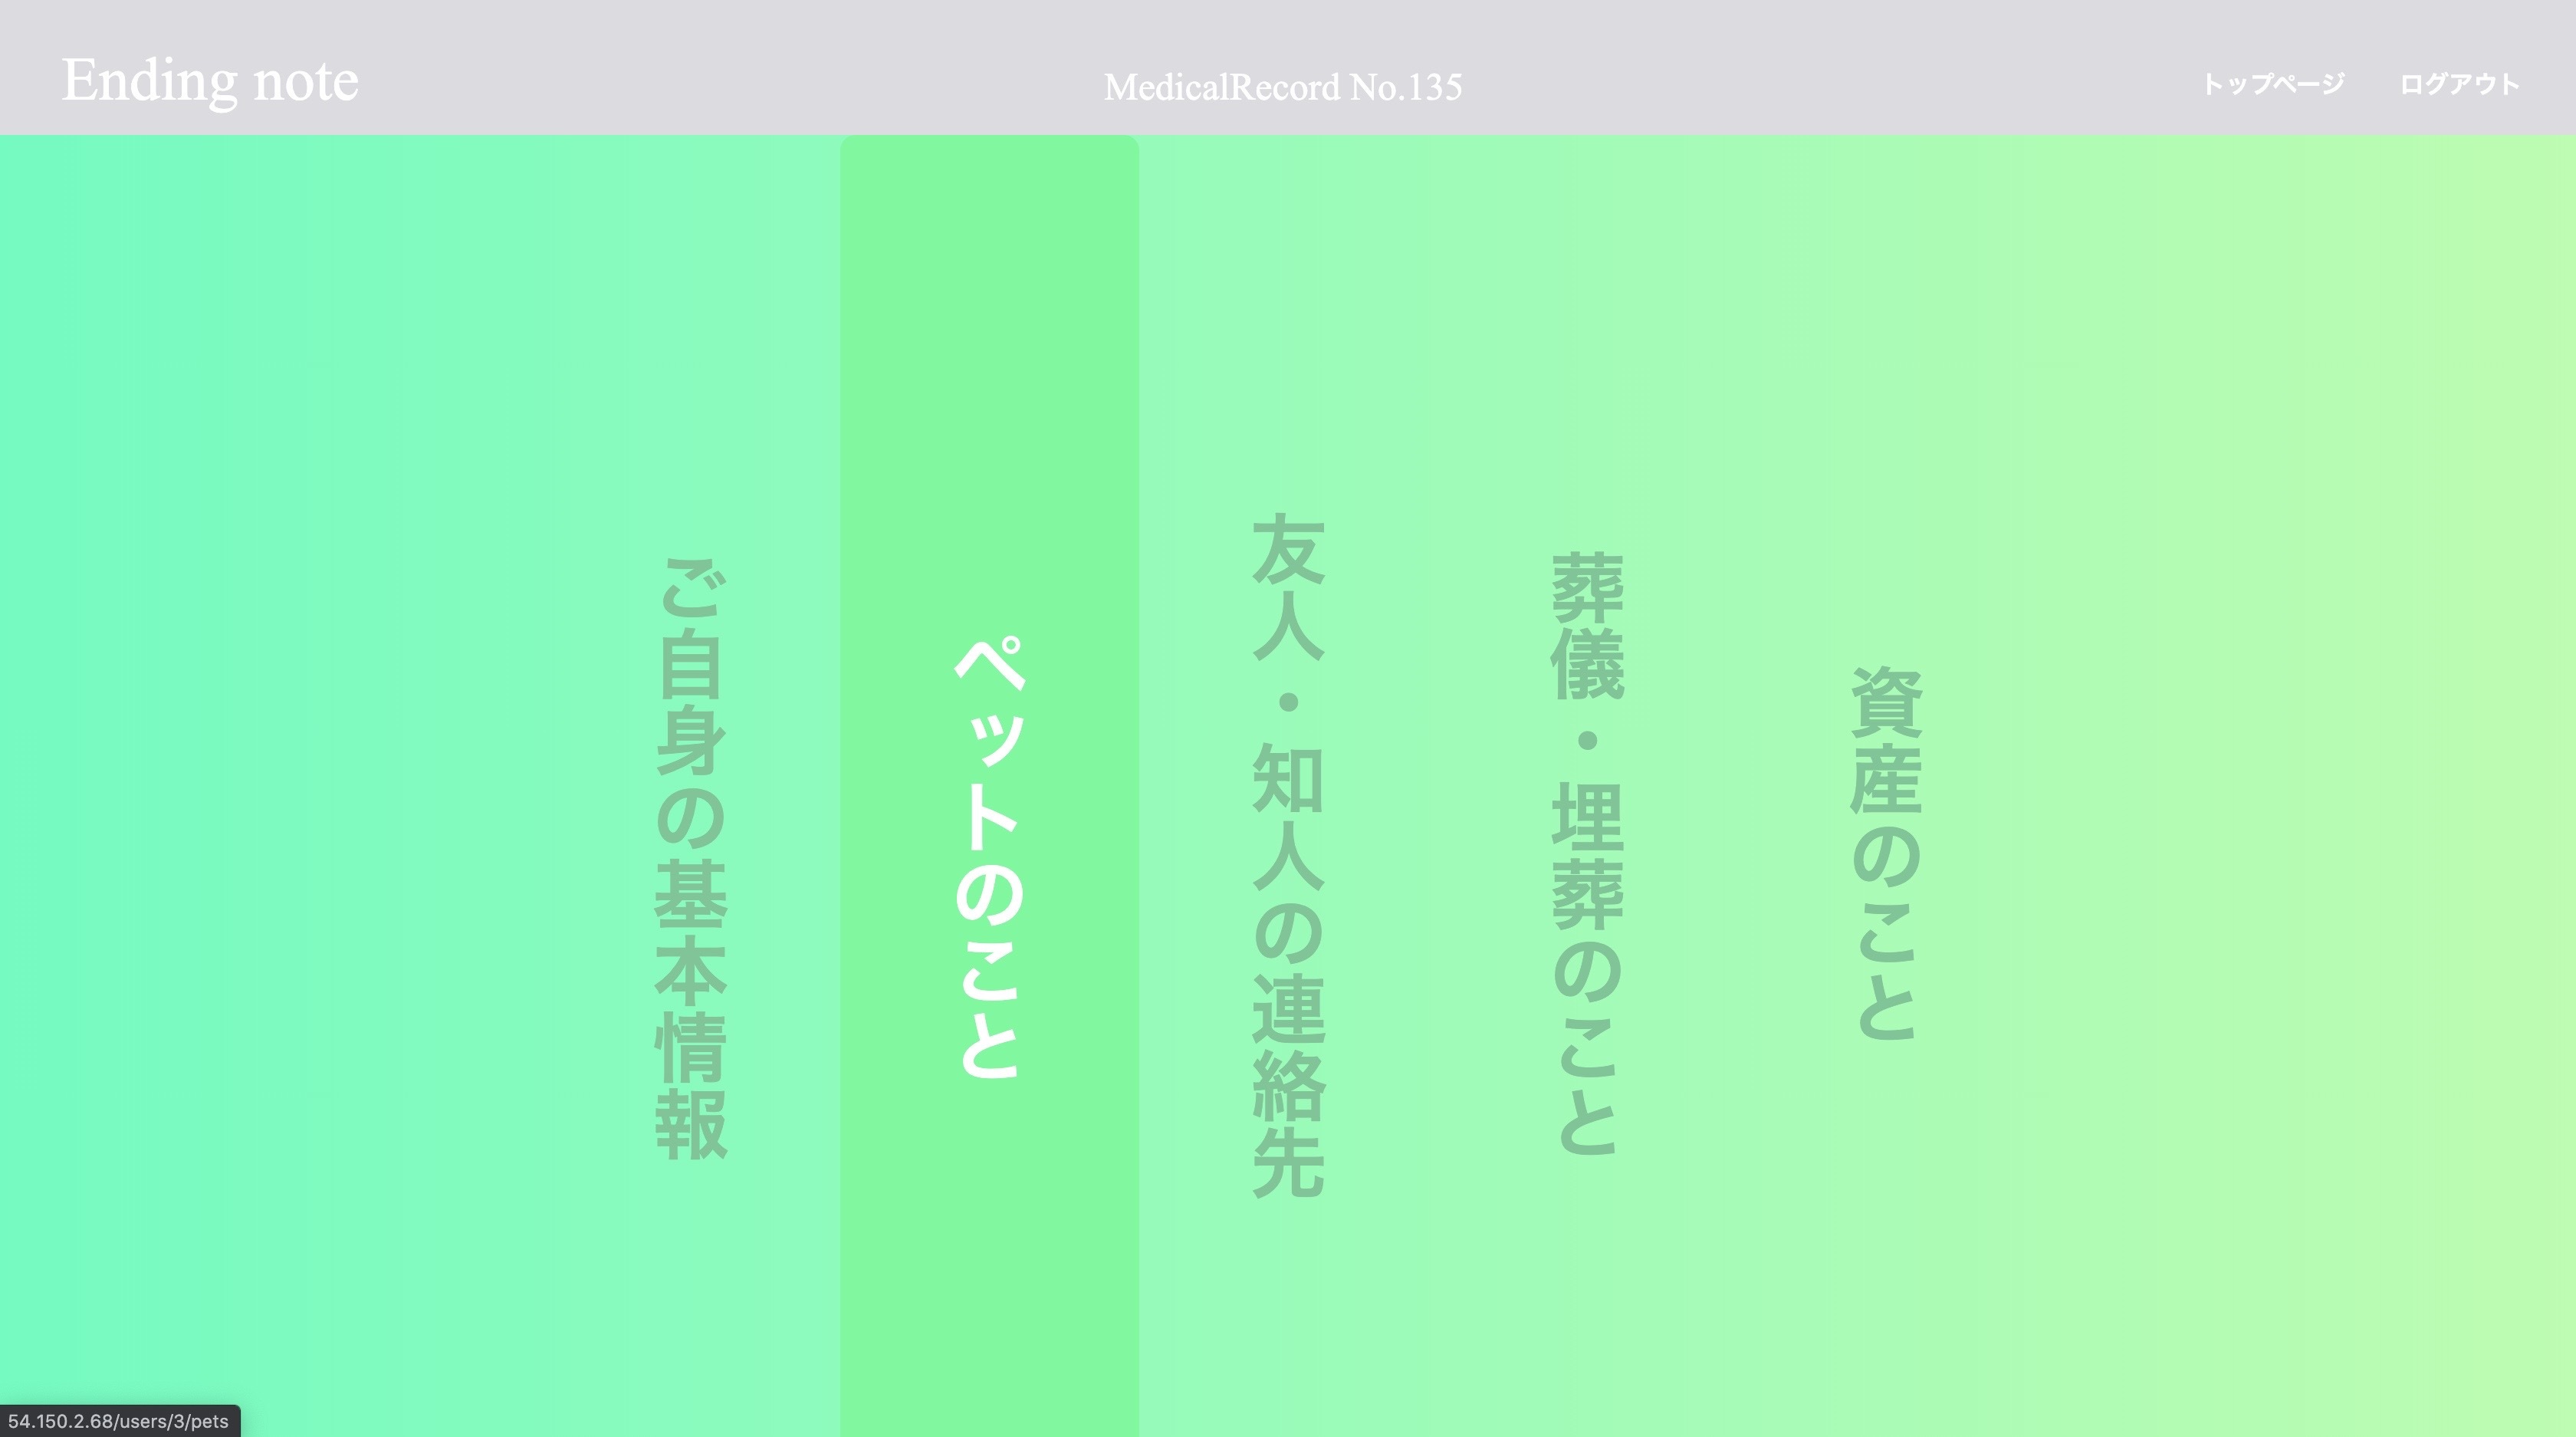 Ending note
MedicalRecord No.135
トップページ
ログアウト
ご自身の基本情報
ペットのこと
友人・知人の連絡先
葬儀・埋葬のこと
資産のこと
54.150.2.68/users/3/pets